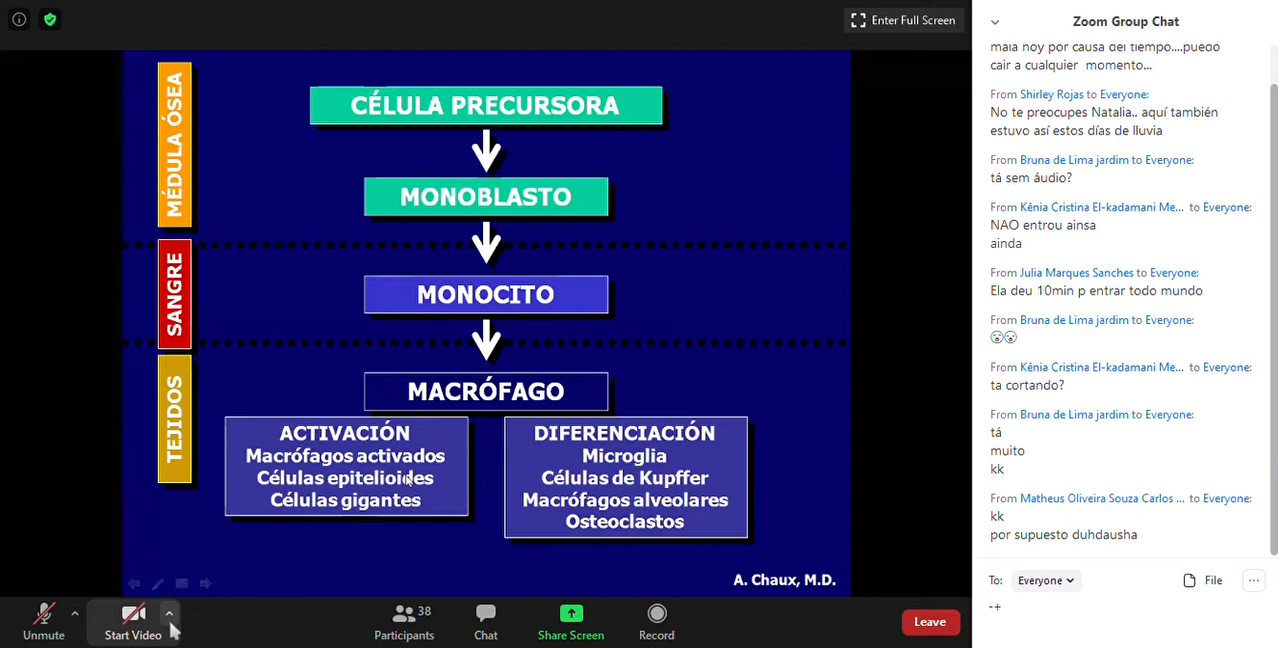 Enter Full Screen
MÉDULA ÓSEA
CÉLULA PRECURSORA
MONOBLASTO
SANGRE
MONOCITO
TEJIDOS
MACRÓFAGO
ACTIVACIÓN
Macrófagos activados
Células epitelioides
Células gigantes
DIFERENCIACIÓN
Microglia
Células de Kupffer
Macrófagos alveolares
Osteoclastos
A. Chaux, M.D.
Unmute
Start Video
38
Participants
Chat
Share Screen
Record
Leave
Zoom Group Chat
mala hoy por causa del tiempo....puedo
cair a cualquier momento...
From Shirley Rojas to Everyone:
No te preocupes Natalia.. aquí también
estuvo así estos días de lluvia
From Bruna de Lima jardim to Everyone:
tá sem áudio?
From Kênia Cristina El-kadamani Me... to Everyone:
NAO entrou ainsa
ainda
From Julia Marques Sanches to Everyone:
Ela deu 10min p entrar todo mundo
From Bruna de Lima jardim to Everyone:
From Kênia Cristina El-kadamani Me... to Everyone:
ta cortando?
From Bruna de Lima jardim to Everyone:
tá
muito
kk
From Matheus Oliveira Souza Carlos ... to Everyone:
kk
por supuesto duhdausha
To: Everyone
File
-+